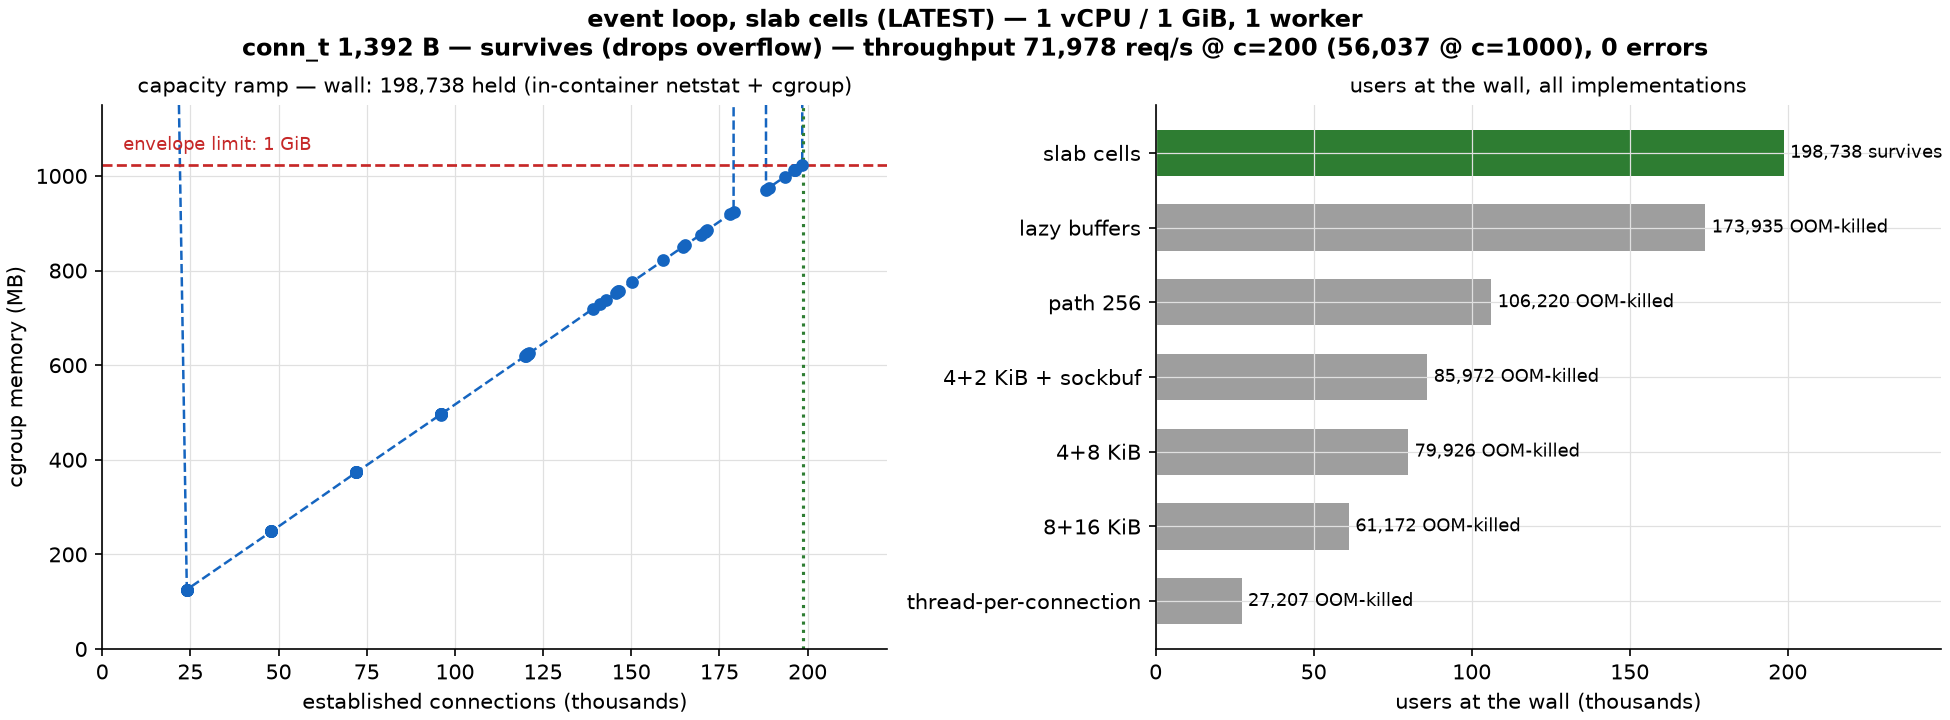 event loop, slab cells (LATEST) — 1 vCPU / 1 GiB, 1 worker
conn_t 1,392 B — survives (drops overflow) — throughput 71,978 req/s @ c=200 (56,037 @ c=1000), 0 errors
capacity ramp — wall: 198,738 held (in-container netstat + cgroup)
envelope limit: 1 GiB
cgroup memory (MB)
1000
800
600
400
200
0
0 25 50 75 100 125 150 175 200
established connections (thousands)
users at the wall, all implementations
slab cells 198,738 survives
lazy buffers 173,935 OOM-killed
path 256 106,220 OOM-killed
4+2 KiB + sockbuf 85,972 OOM-killed
4+8 KiB 79,926 OOM-killed
8+16 KiB 61,172 OOM-killed
thread-per-connection 27,207 OOM-killed
0 50 100 150 200
users at the wall (thousands)